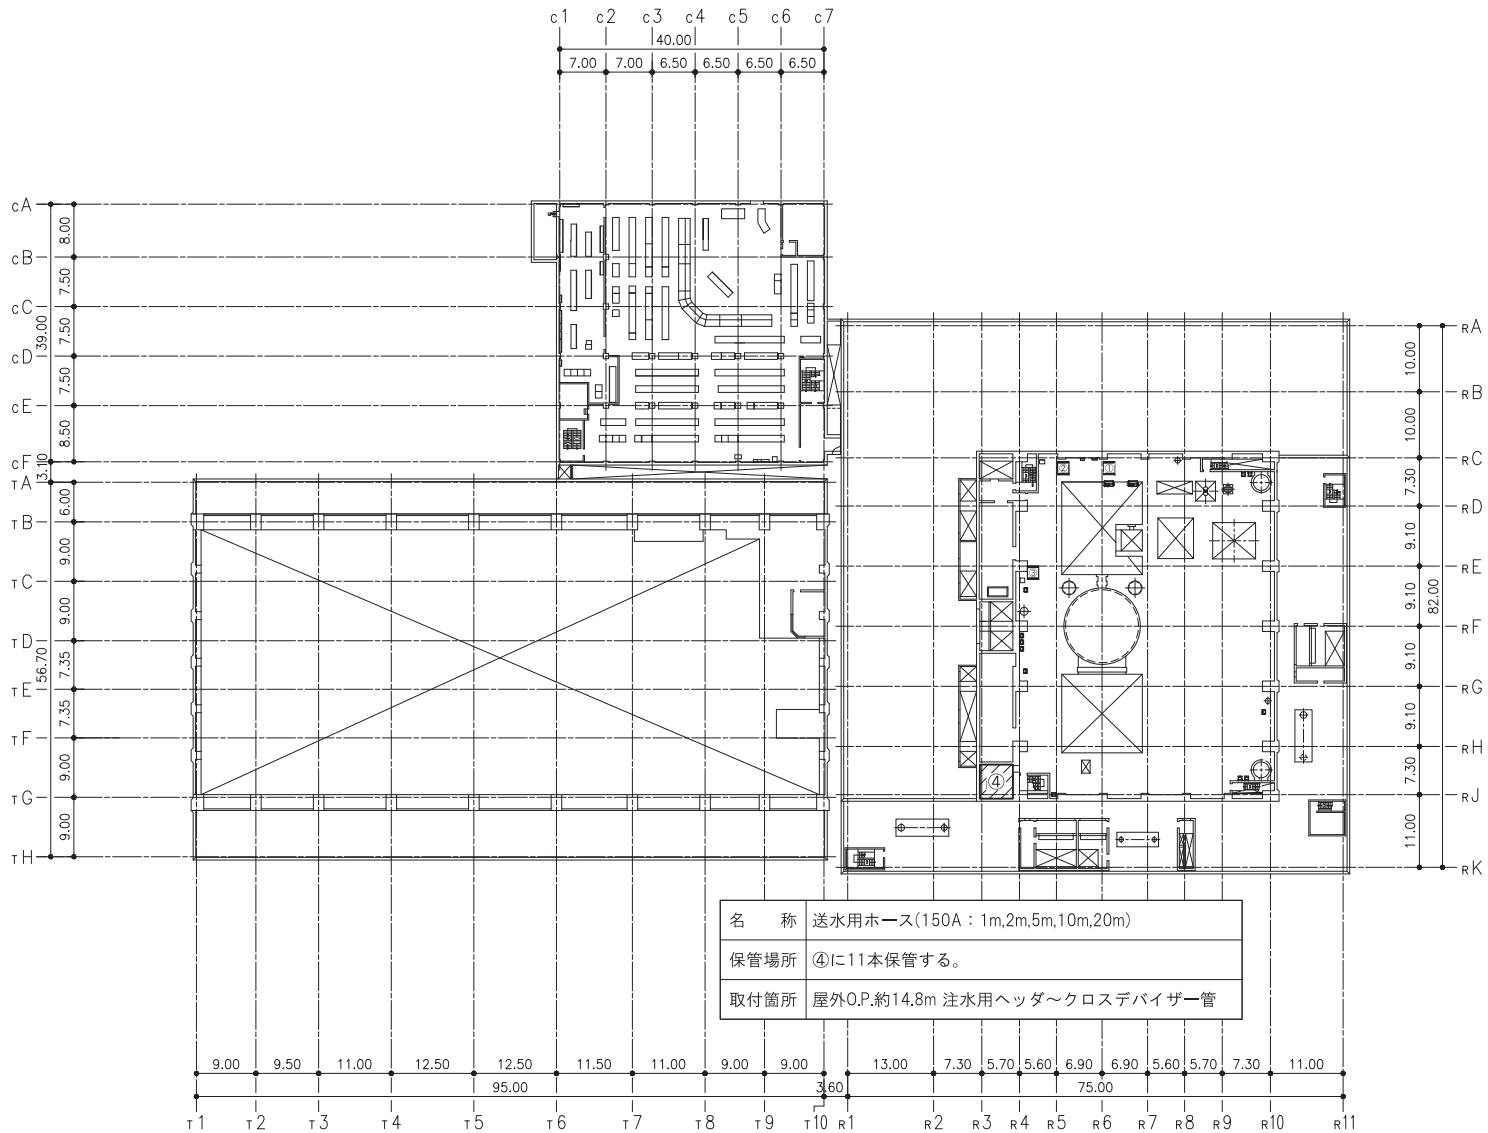 C1 C2 C3 C4 C5 C6 C7
40.00
7.00 7.00 6.50 6.50 6.50 6.50
CA
8.00
CB
7.50
CC
39.00
7.50
CD
7.50
CE
8.50
CF
3.10
TA
6.00
TB
9.00
TC
9.00
TD
56.70
7.35
TE
7.35
TF
9.00
TG
9.00
TH
RA
10.00
RB
10.00
RC
7.30
RD
9.10
RE
9.10
82.00
RF
9.10
RG
9.10
RH
7.30
RJ
11.00
RK
② ①
③
④
名　称 送水用ホース(150A：1m,2m,5m,10m,20m)
保管場所 ④に11本保管する。
取付箇所 屋外O.P.約14.8m 注水用ヘッダ～クロスデバイザー管
9.00 9.50 11.00 12.50 12.50 11.50 11.00 9.00 9.00 13.00 7.30 5.70 5.60 6.90 6.90 5.60 5.70 7.30 11.00
95.00 3.60 75.00
T1 T2 T3 T4 T5 T6 T7 T8 T9 T10 R1 R2 R3 R4 R5 R6 R7 R8 R9 R10 R11